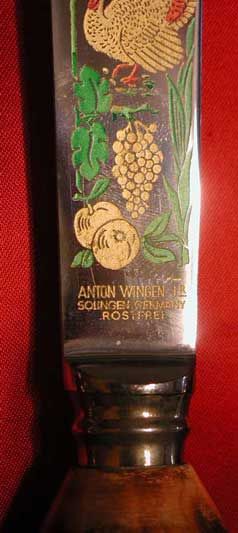 ANTON WINGEN JR
SOLINGEN, GERMANY
ROSTFREI